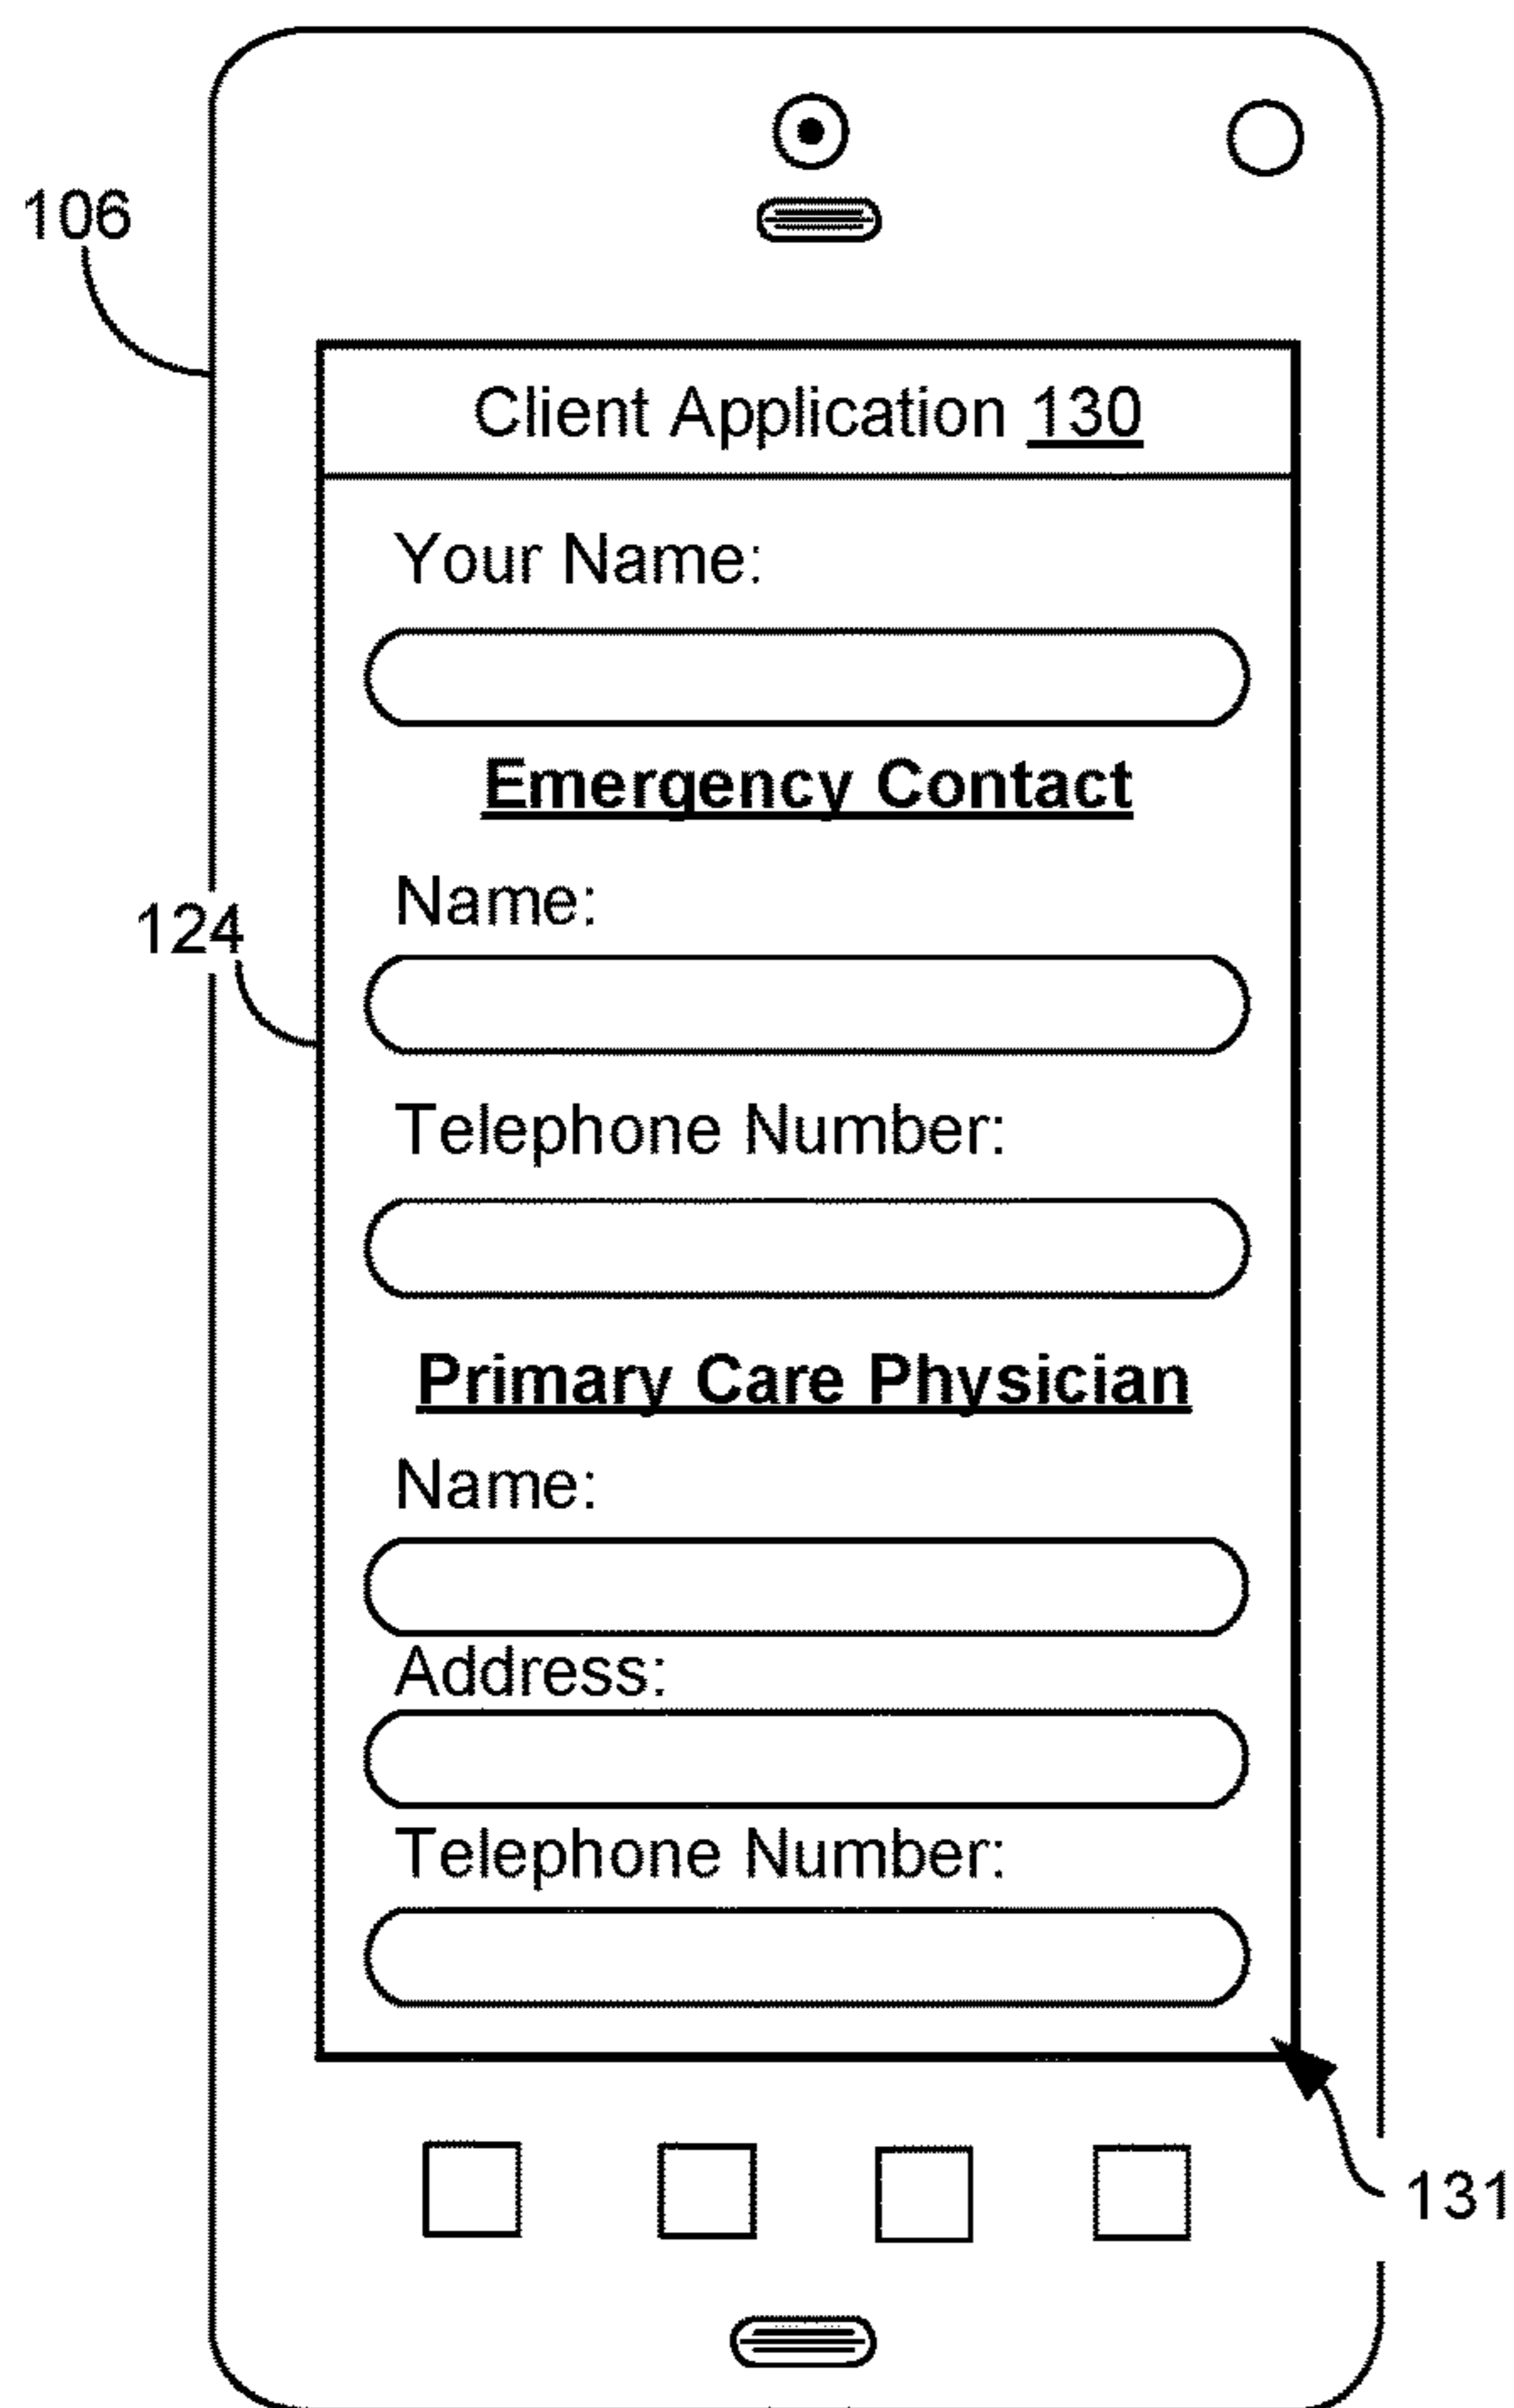 106
Client Application 130
Your Name:
Emergency Contact
Name:
124
Telephone Number:
Primary Care Physician
Name:
Address:
Telephone Number:
131